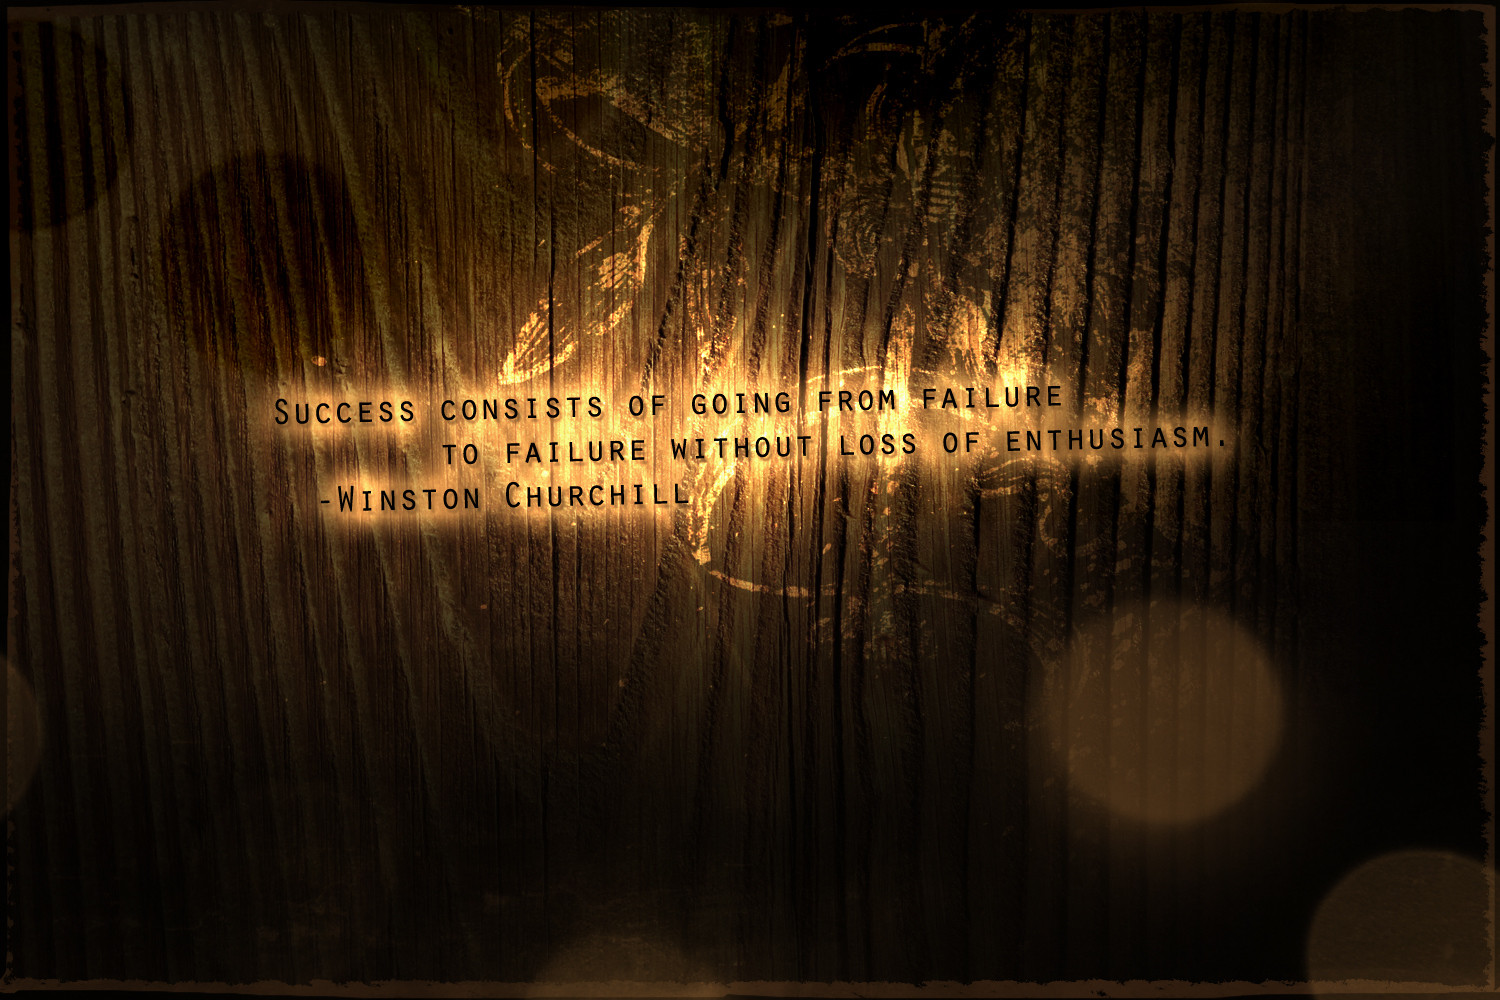 Success consists of going from failure
to failure without loss of enthusiasm.
-Winston Churchill